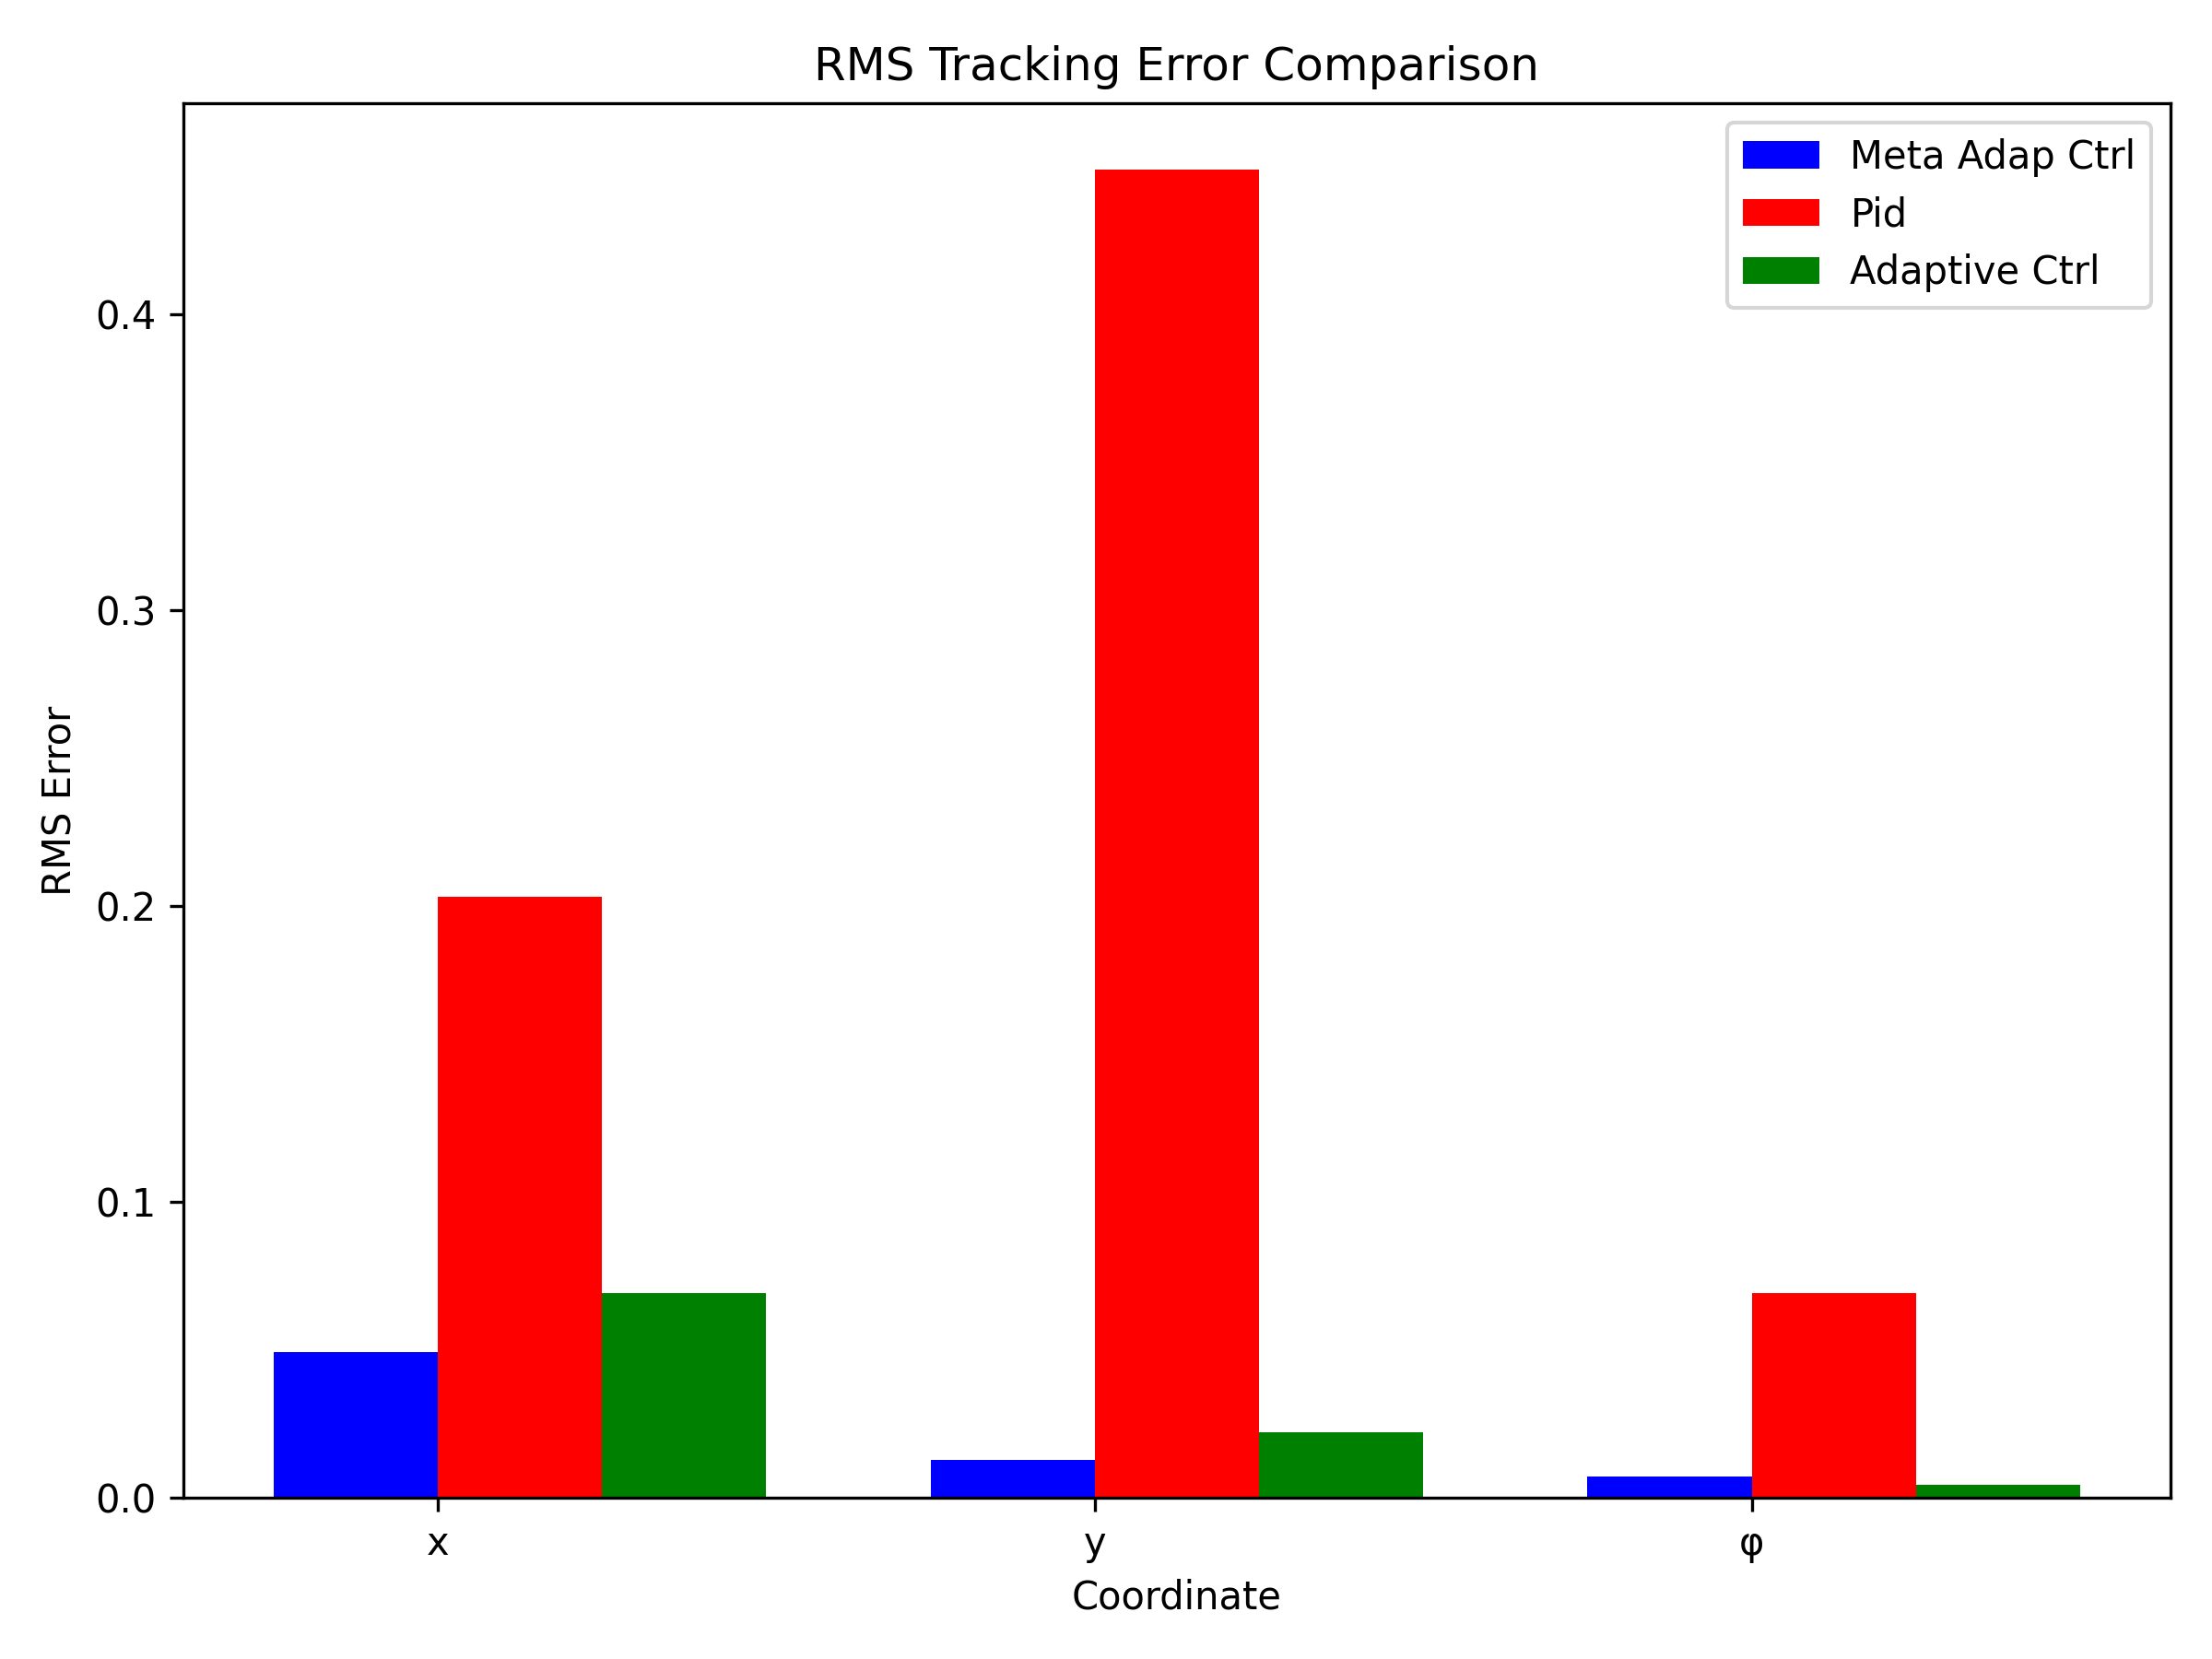 RMS Tracking Error Comparison
Meta Adap Ctrl
Pid
Adaptive Ctrl
RMS Error
0.4
0.3
0.2
0.1
0.0
x
y
φ
Coordinate